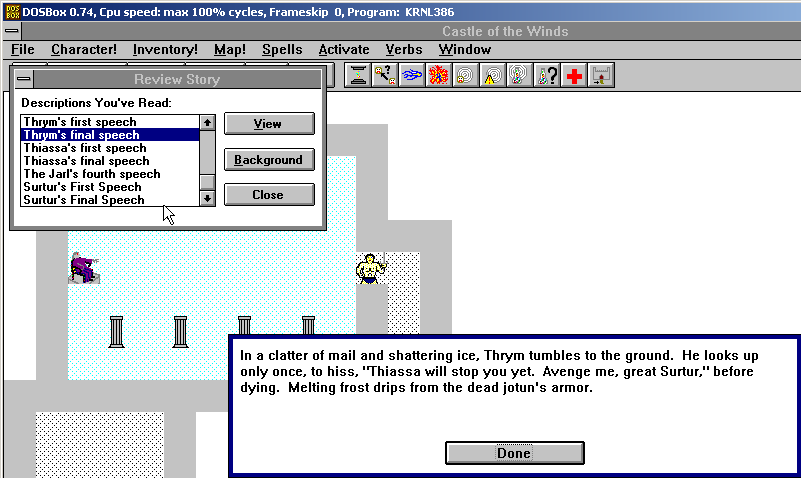 DOSBox 0.74, Cpu speed: max 100% cycles, Frameskip 0, Program: KRNL386
Castle of the Winds
File Character! Inventory! Map! Spells Activate Verbs Window
Review Story
Descriptions You've Read:
Thrym's first speech
Thrym's final speech
Thiassa's first speech
Thiassa's final speech
The Jarl's fourth speech
Surtur's First Speech
Surtur's Final Speech
View
Background
Close
In a clatter of mail and shattering ice, Thrym tumbles to the ground. He looks up
only once, to hiss, "Thiassa will stop you yet. Avenge me, great Surtur," before
dying. Melting frost drips from the dead jotun's armor.
Done